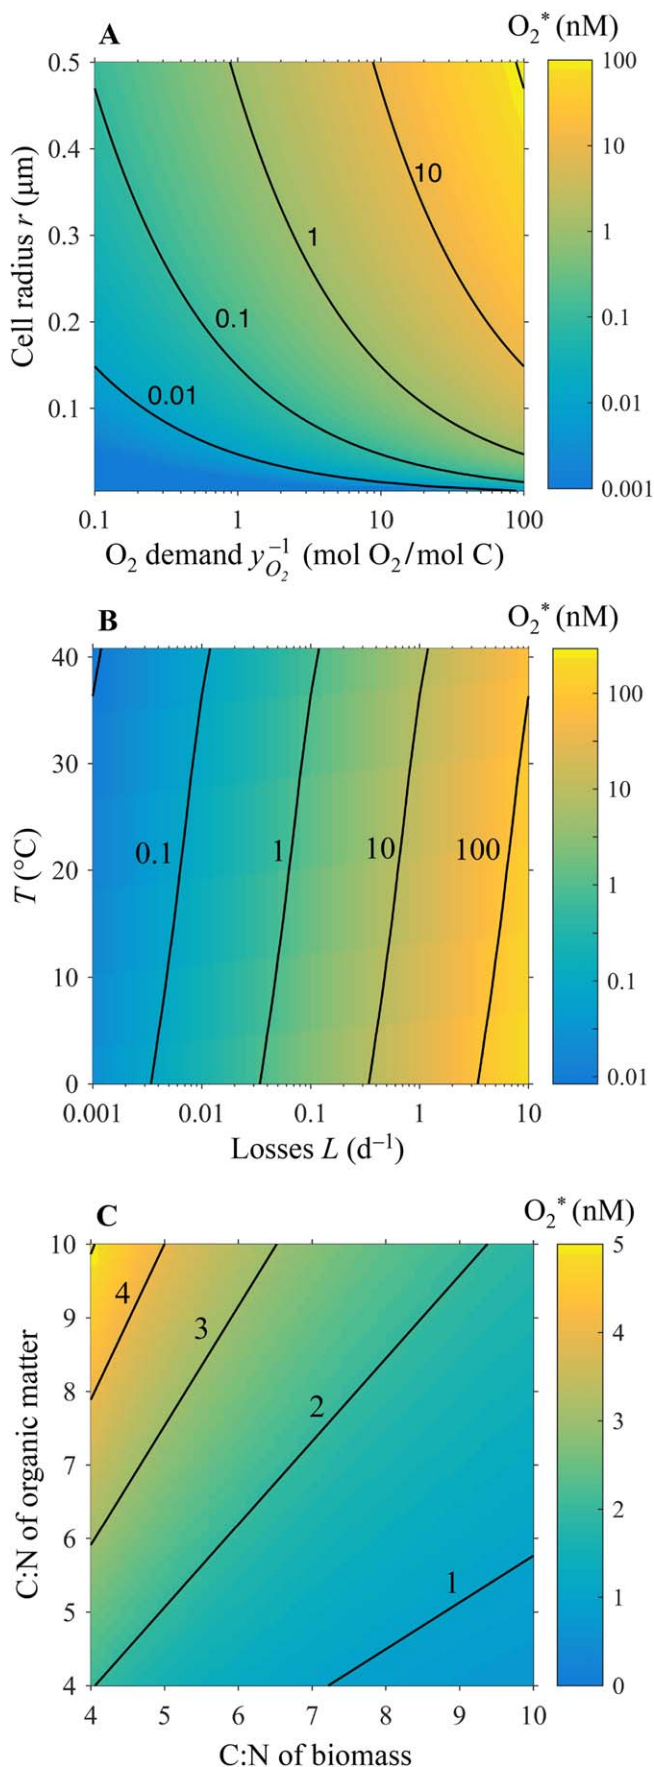 A
O₂* (nM)
0.5
0.4
0.3
0.2
0.1
Cell radius r (μm)
10
1
0.1
0.01
100
10
1
0.1
0.01
0.001
0.1 1 10 100
O₂ demand y_{O₂}^{−1} (mol O₂/mol C)
B
O₂* (nM)
40
30
20
10
0
T (°C)
0.1 1 10 100
100
10
1
0.1
0.01
0.001 0.01 0.1 1 10
Losses L (d⁻¹)
C
O₂* (nM)
10
9
8
7
6
5
4
C:N of organic matter
4
3
2
1
5
4
3
2
1
0
4 5 6 7 8 9 10
C:N of biomass